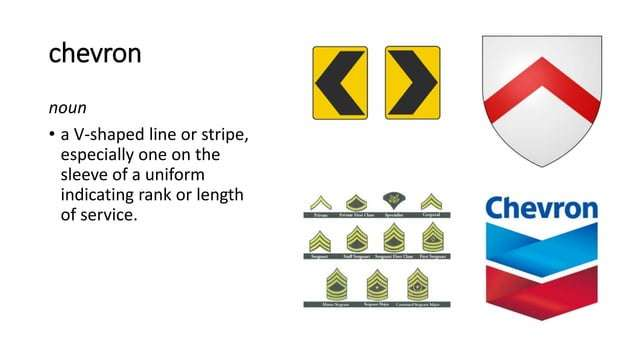 chevron
noun
• a V-shaped line or stripe,
especially one on the
sleeve of a uniform
indicating rank or length
of service.
Private Private First Class Specialist Corporal
Sergeant Staff Sergeant Sergeant First Class First Sergeant
Master Sergeant Sergeant Major Command Sergeant Major
Chevron